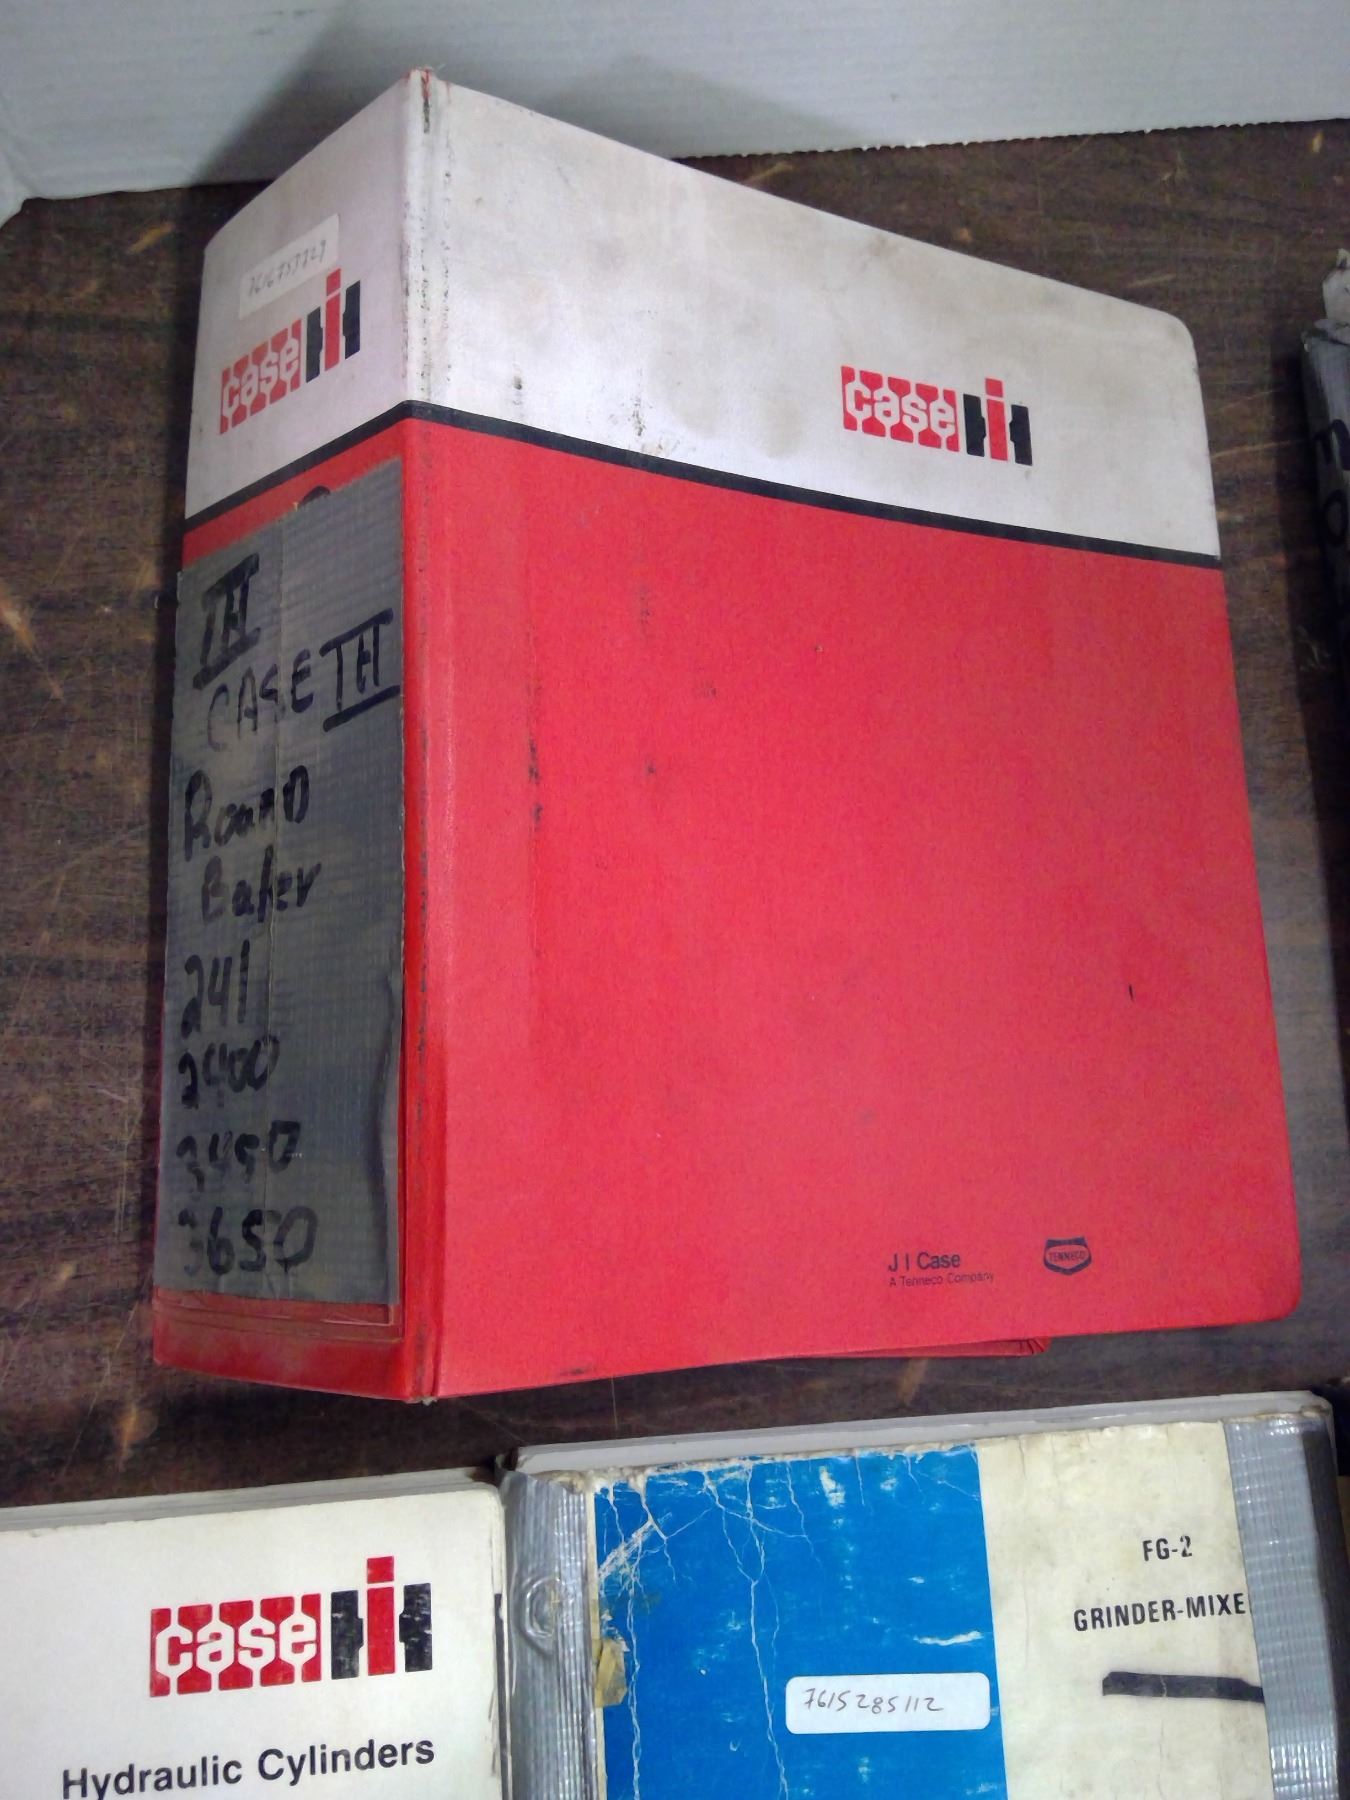 case IH
case IH
IH
CASE IH
Round
Baler
241
2400
3450
3650
J I Case
A Tenneco Company
TENNECO
case IH
Hydraulic Cylinders
FG-2
GRINDER-MIXE
7615285112